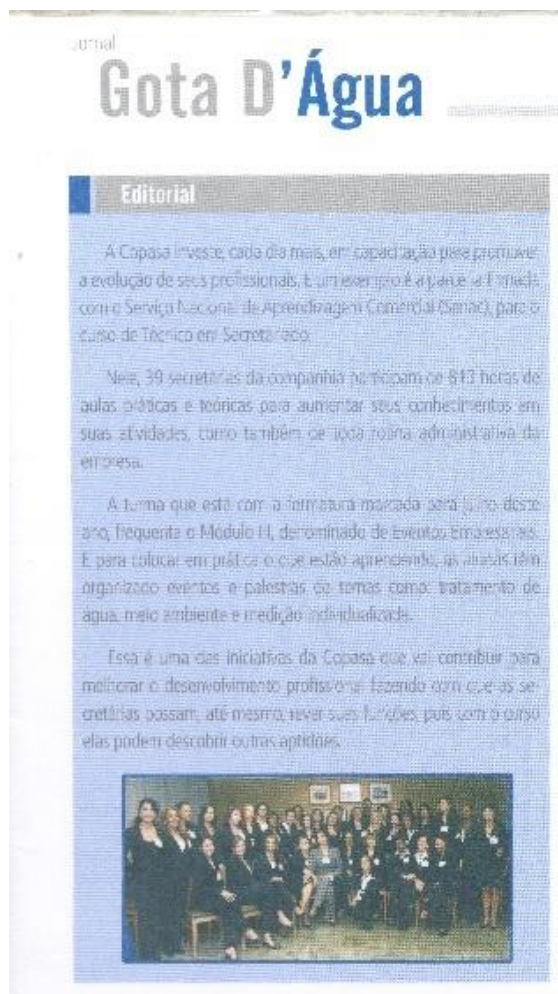 Jornal
Gota D'Água
Editorial
A Copasa investe, cada dia mais, em capacitação para promover
a evolução de seus profissionais. E um exemplo é a parceria firmada
com o Serviço Nacional de Aprendizagem Comercial (Senac), para o
curso de Técnico em Secretariado.
Nele, 39 secretárias da companhia participam de 813 horas de
aulas práticas e teóricas para aumentar seus conhecimentos em
suas atividades, como também de toda rotina administrativa da
empresa.
A turma que está com a formatura marcada para julho deste
ano, frequenta o Módulo III, denominado de Eventos Empresariais.
E para colocar em prática o que estão aprendendo, as alunas têm
organizado eventos e palestras de temas como: tratamento de
água, meio ambiente e medição individualizada.
Essa é uma das iniciativas da Copasa que vai contribuir para
melhorar o desenvolvimento profissional fazendo com que as se-
cretárias possam, até mesmo, rever suas funções, pois com o curso
elas podem descobrir outras aptidões.